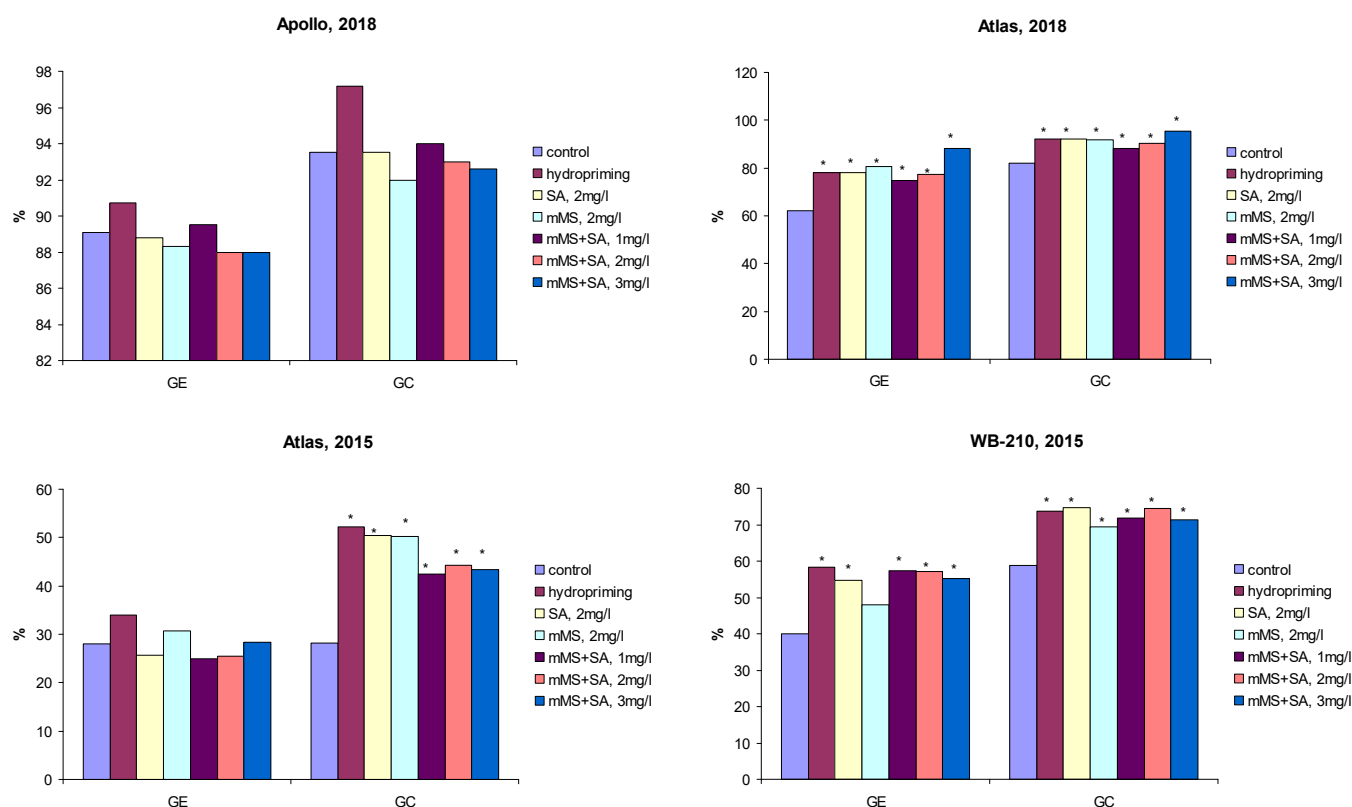 Apollo, 2018
98
96
94
92
90
88
86
84
82
%
GE
GC
control
hydropriming
SA, 2mg/l
mMS, 2mg/l
mMS+SA, 1mg/l
mMS+SA, 2mg/l
mMS+SA, 3mg/l
Atlas, 2018
120
100
80
60
40
20
0
%
* * * * * *
* * * * * *
GE
GC
control
hydropriming
SA, 2mg/l
mMS, 2mg/l
mMS+SA, 1mg/l
mMS+SA, 2mg/l
mMS+SA, 3mg/l
Atlas, 2015
60
50
40
30
20
10
0
%
* * * * * *
GE
GC
control
hydropriming
SA, 2mg/l
mMS, 2mg/l
mMS+SA, 1mg/l
mMS+SA, 2mg/l
mMS+SA, 3mg/l
WB-210, 2015
80
70
60
50
40
30
20
10
0
%
* * * * *
* * * * * *
GE
GC
control
hydropriming
SA, 2mg/l
mMS, 2mg/l
mMS+SA, 1mg/l
mMS+SA, 2mg/l
mMS+SA, 3mg/l